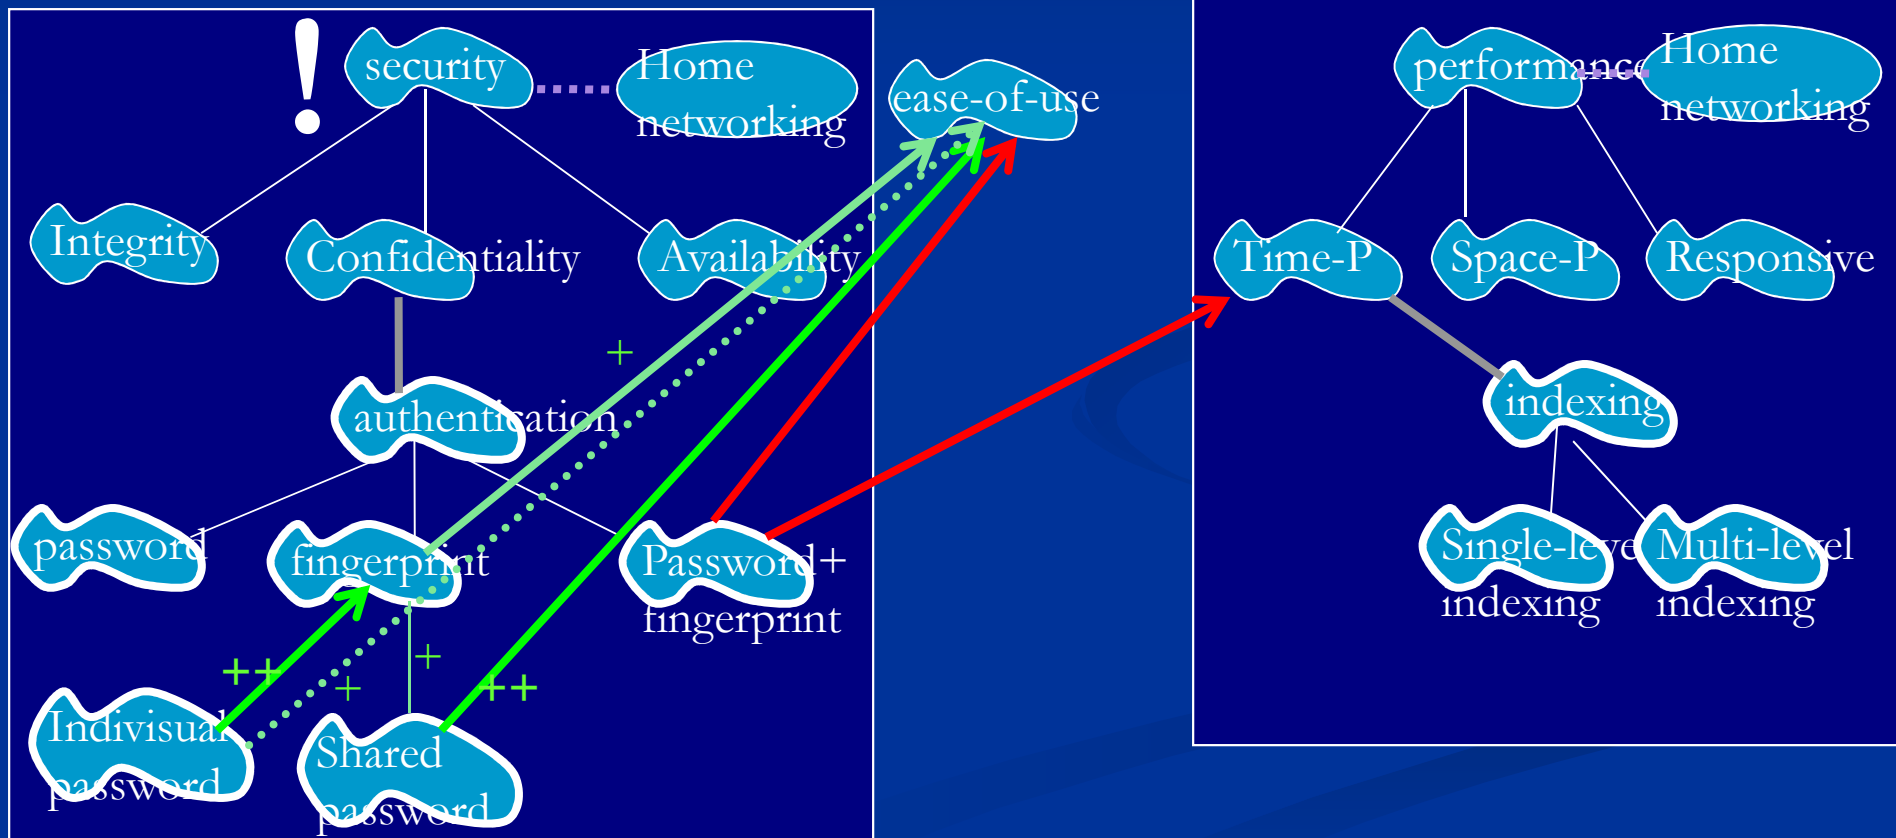 !
security
Home
networking
ease-of-use
performance
Home
networking
Integrity
Confidentiality
Availability
Time-P
Space-P
Responsive
+
authentication
indexing
password
fingerprint
Password+
fingerprint
Single-level
indexing
Multi-level
indexing
++
+
+
++
Indivisual
password
Shared
password